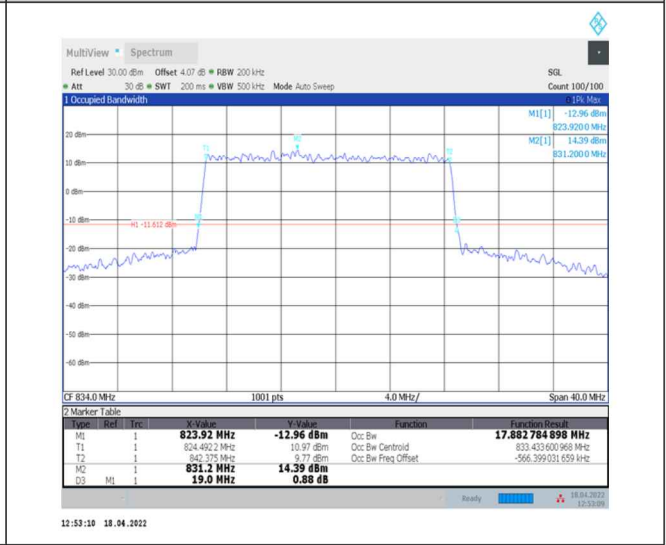 MultiView Spectrum
Ref Level 30.00 dBm Offset 4.07 dB RBW 200 kHz SGL
Att 30 dB SWT 200 ms VBW 500 kHz Mode Auto Sweep Count 100/100
1 Occupied Bandwidth 1Pk Max
M1[1] -12.96 dBm
823.920 0 MHz
M2[1] 14.39 dBm
831.200 0 MHz
20 dBm
10 dBm
0 dBm
-10 dBm
H1 -11.612 dBm
-20 dBm
-30 dBm
-40 dBm
-50 dBm
-60 dBm
CF 834.0 MHz 1001 pts 4.0 MHz/ Span 40.0 MHz
2 Marker Table
Type Ref Trc X-Value Y-Value Function Function Result
M1 1 823.92 MHz -12.96 dBm Occ Bw 17.882 784 898 MHz
T1 1 824.492 2 MHz 10.97 dBm Occ Bw Centroid 833.433 600 968 MHz
T2 1 842.375 MHz 9.77 dBm Occ Bw Freq Offset -566.399 031 659 kHz
M2 1 831.2 MHz 14.39 dBm
D3 M1 1 19.0 MHz 0.88 dB
Ready 18.04.2022
12:53:09
12:53:10 18.04.2022